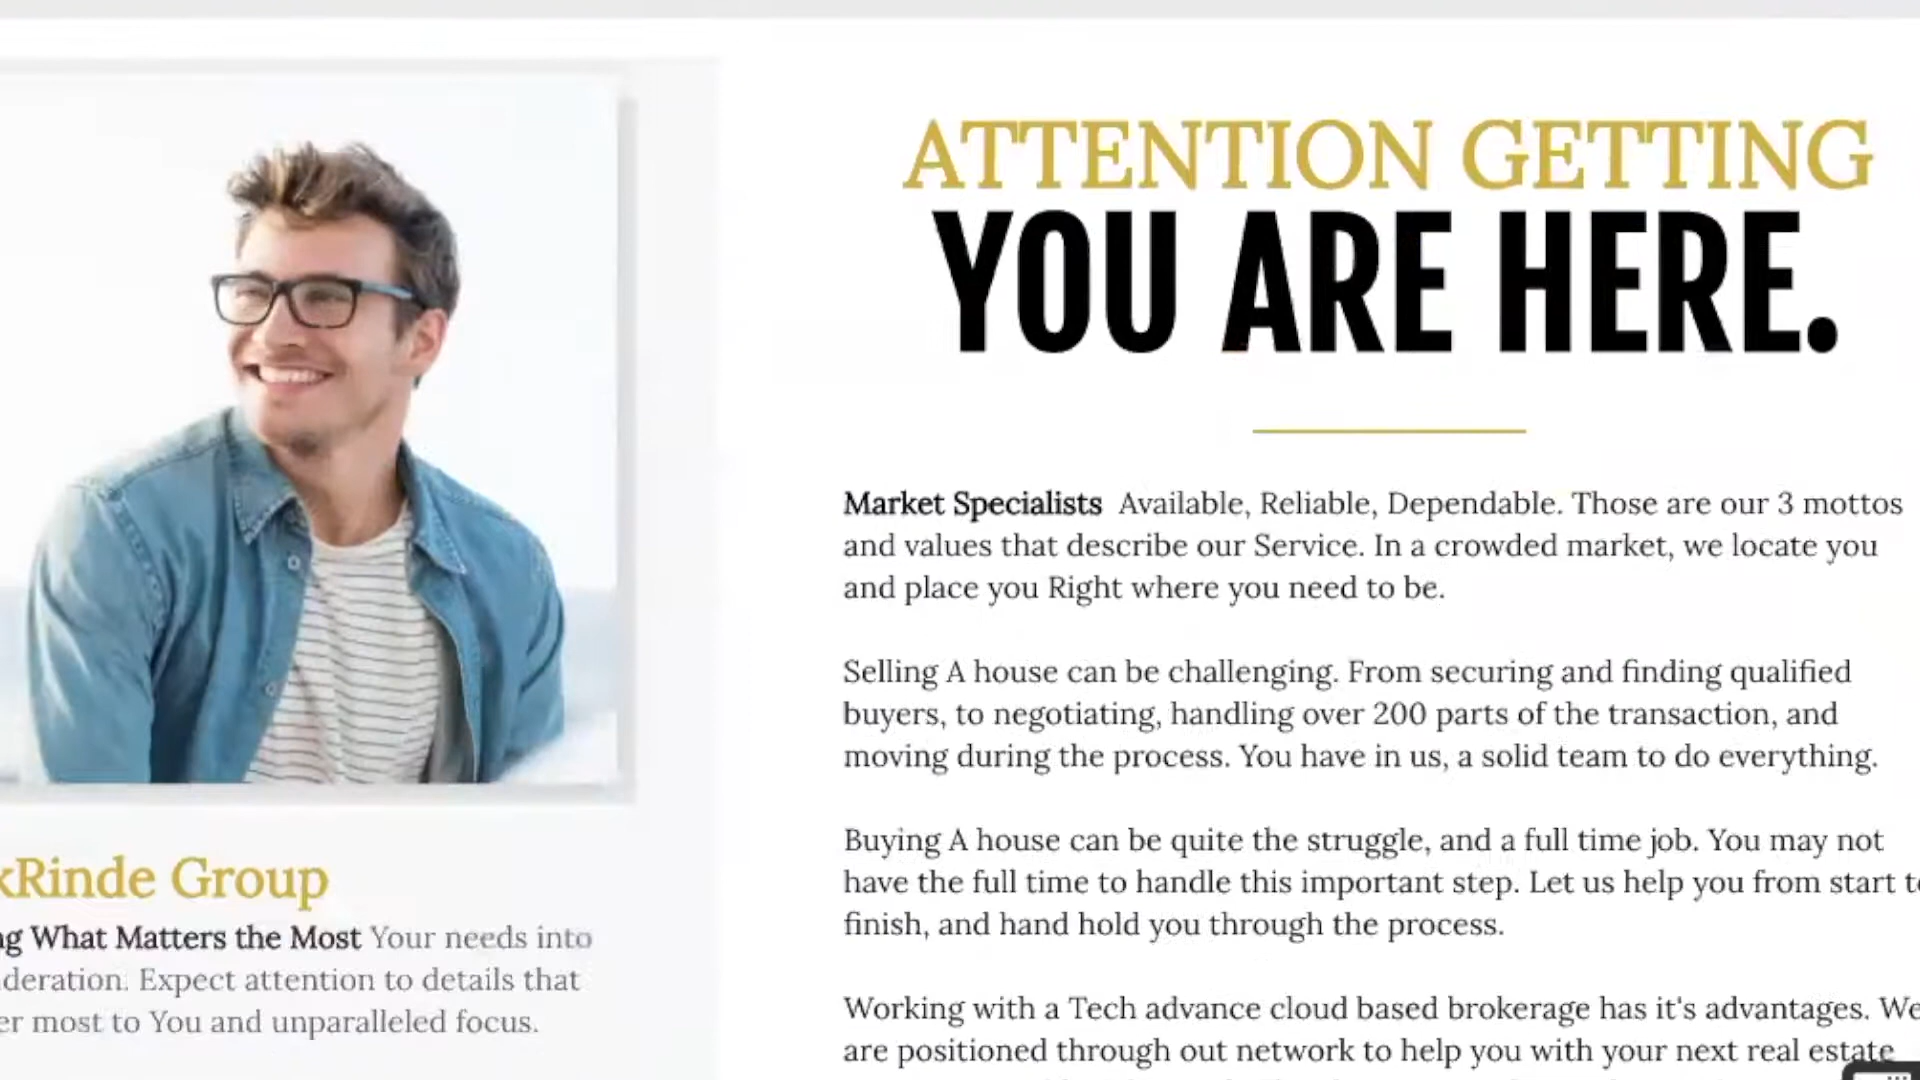 ATTENTION GETTING
YOU ARE HERE.
Market Specialists Available, Reliable, Dependable. Those are our 3 mottos
and values that describe our Service. In a crowded market, we locate you
and place you Right where you need to be.
Selling A house can be challenging. From securing and finding qualified
buyers, to negotiating, handling over 200 parts of the transaction, and
moving during the process. You have in us, a solid team to do everything.
Buying A house can be quite the struggle, and a full time job. You may not
have the full time to handle this important step. Let us help you from start
finish, and hand hold you through the process.
Working with a Tech advance cloud based brokerage has it's advantages. We
are positioned through out network to help you with your next real estate
kRinde Group
ng What Matters the Most Your needs into
deration. Expect attention to details that
er most to You and unparalleled focus.